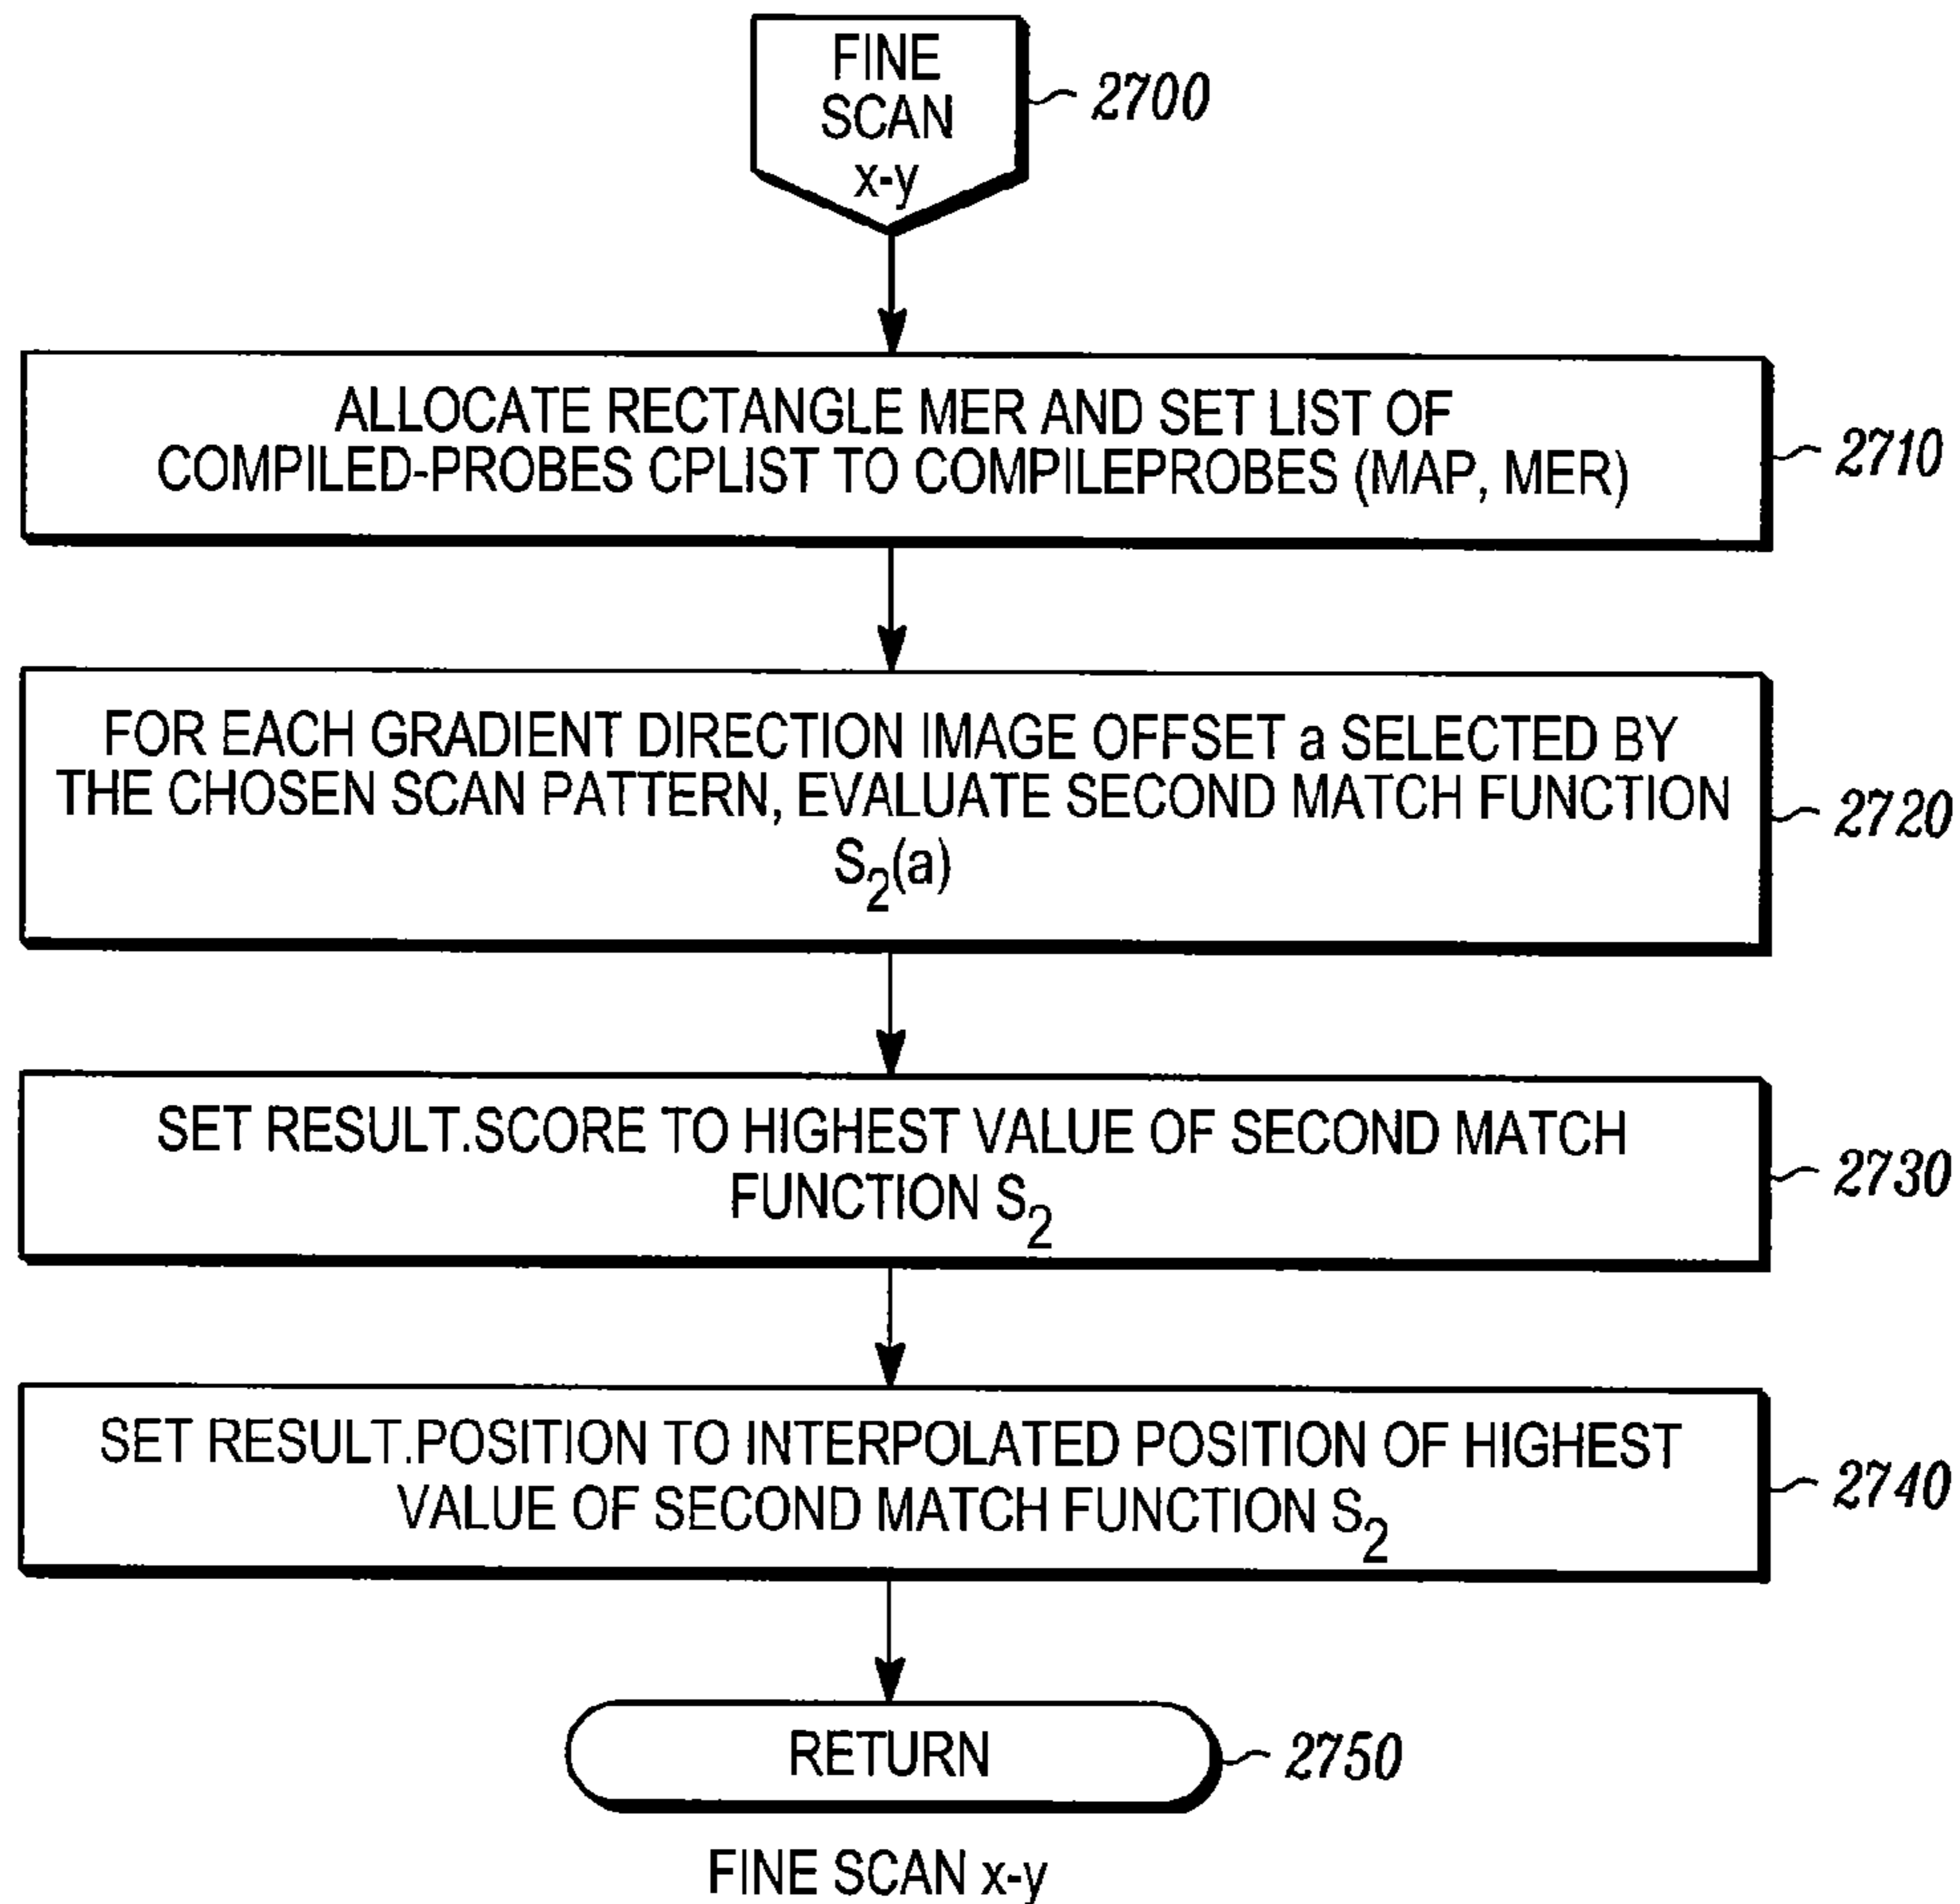 FINE
SCAN
x-y
2700
ALLOCATE RECTANGLE MER AND SET LIST OF
COMPILED-PROBES CPLIST TO COMPILEPROBES (MAP, MER)
2710
FOR EACH GRADIENT DIRECTION IMAGE OFFSET a SELECTED BY
THE CHOSEN SCAN PATTERN, EVALUATE SECOND MATCH FUNCTION
S₂(a)
2720
SET RESULT.SCORE TO HIGHEST VALUE OF SECOND MATCH
FUNCTION S₂
2730
SET RESULT.POSITION TO INTERPOLATED POSITION OF HIGHEST
VALUE OF SECOND MATCH FUNCTION S₂
2740
RETURN
2750
FINE SCAN x-y